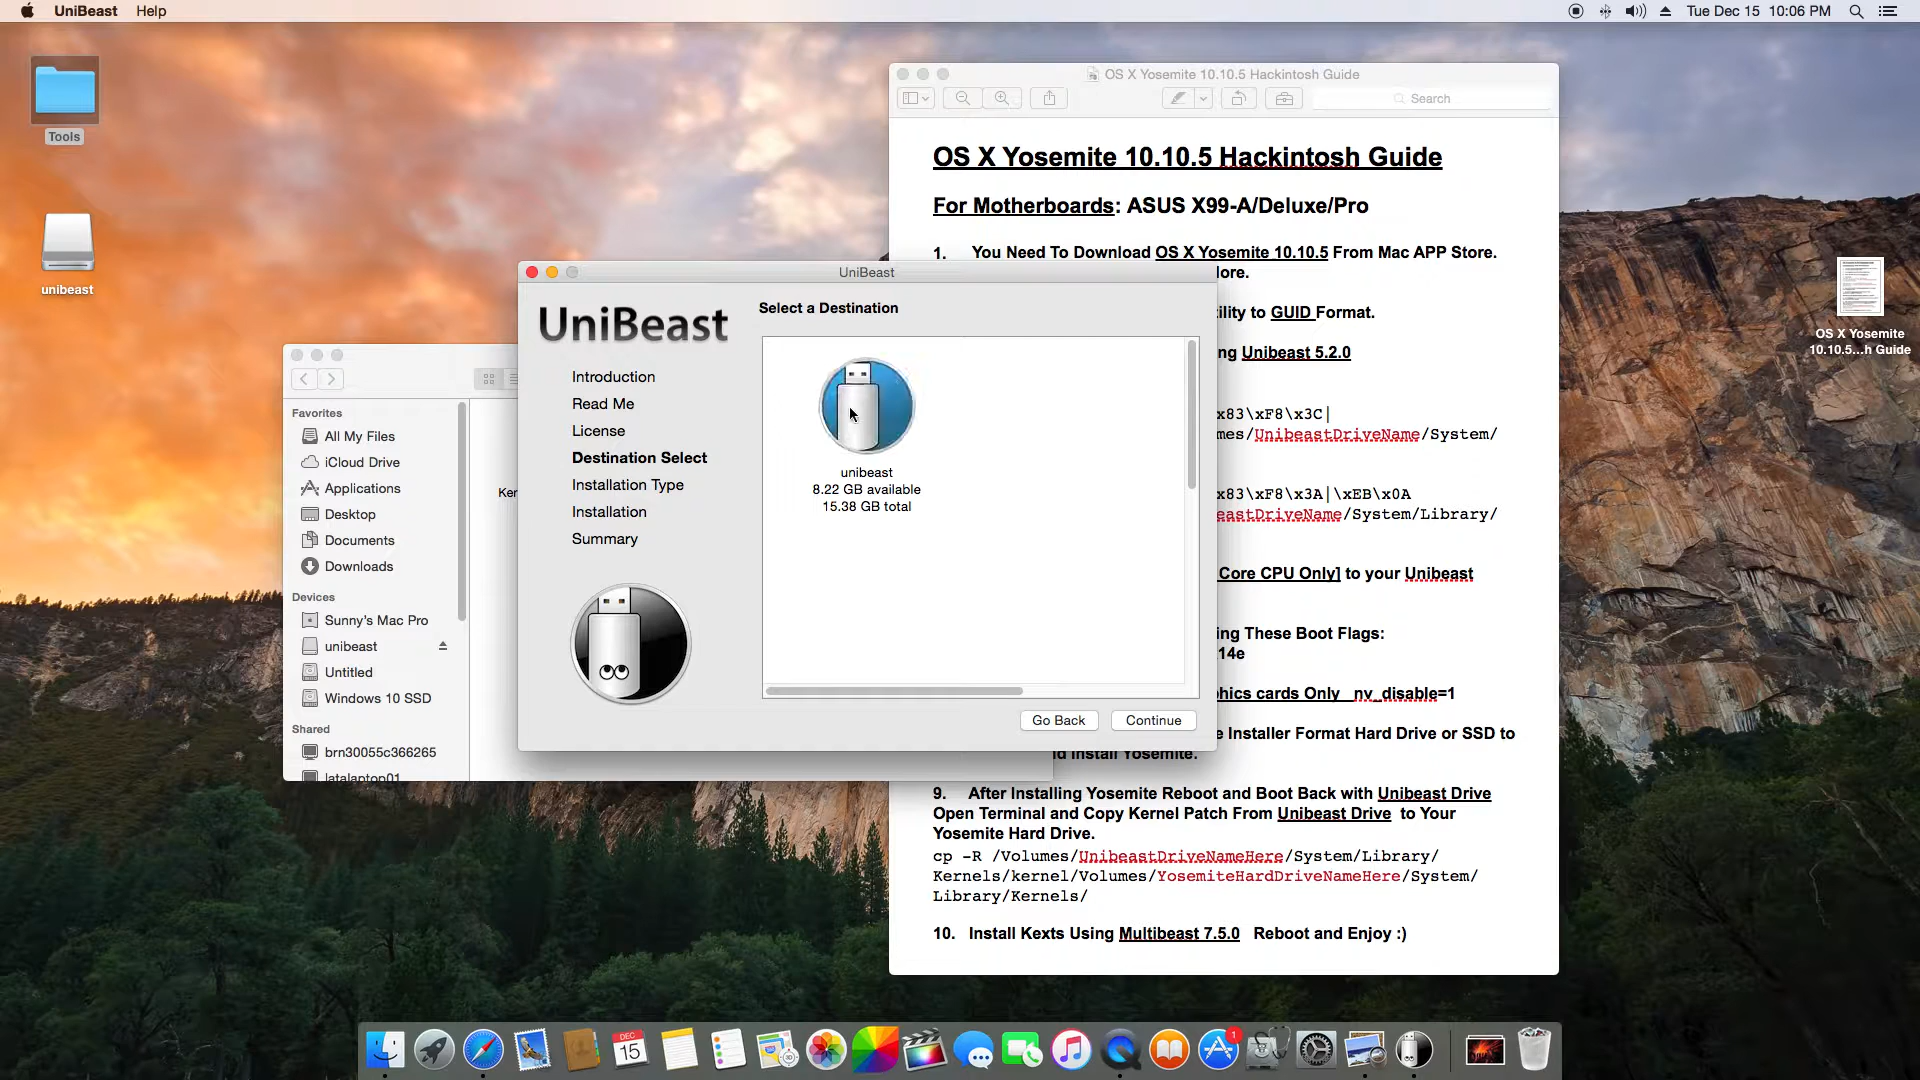 UniBeast Help
Tue Dec 15 10:06 PM
Tools
unibeast
OS X Yosemite
10.10.5...h Guide
OS X Yosemite 10.10.5 Hackintosh Guide
Search
OS X Yosemite 10.10.5 Hackintosh Guide
For Motherboards: ASUS X99-A/Deluxe/Pro
1. You Need To Download OS X Yosemite 10.10.5 From Mac APP Store.
lore.
ility to GUID Format.
ng Unibeast 5.2.0
x83\xF8\x3C|
mes/UnibeastDriveName/System/
x83\xF8\x3A|\xEB\x0A
eastDriveName/System/Library/
Core CPU Only] to your Unibeast
ing These Boot Flags:
14e
phics cards Only nv_disable=1
e Installer Format Hard Drive or SSD to
nd Install Yosemite.
9. After Installing Yosemite Reboot and Boot Back with Unibeast Drive
Open Terminal and Copy Kernel Patch From Unibeast Drive to Your
Yosemite Hard Drive.
cp -R /Volumes/UnibeastDriveNameHere/System/Library/
Kernels/kernel/Volumes/YosemiteHardDriveNameHere/System/
Library/Kernels/
10. Install Kexts Using Multibeast 7.5.0 Reboot and Enjoy :)
UniBeast
UniBeast
Select a Destination
Introduction
Read Me
License
Destination Select
Installation Type
Installation
Summary
unibeast
8.22 GB available
15.38 GB total
Go Back
Continue
Favorites
All My Files
iCloud Drive
Applications
Desktop
Documents
Downloads
Devices
Sunny's Mac Pro
unibeast
Untitled
Windows 10 SSD
Shared
brn30055c366265
latalaptop01
Ker
DEC
15
3D
1